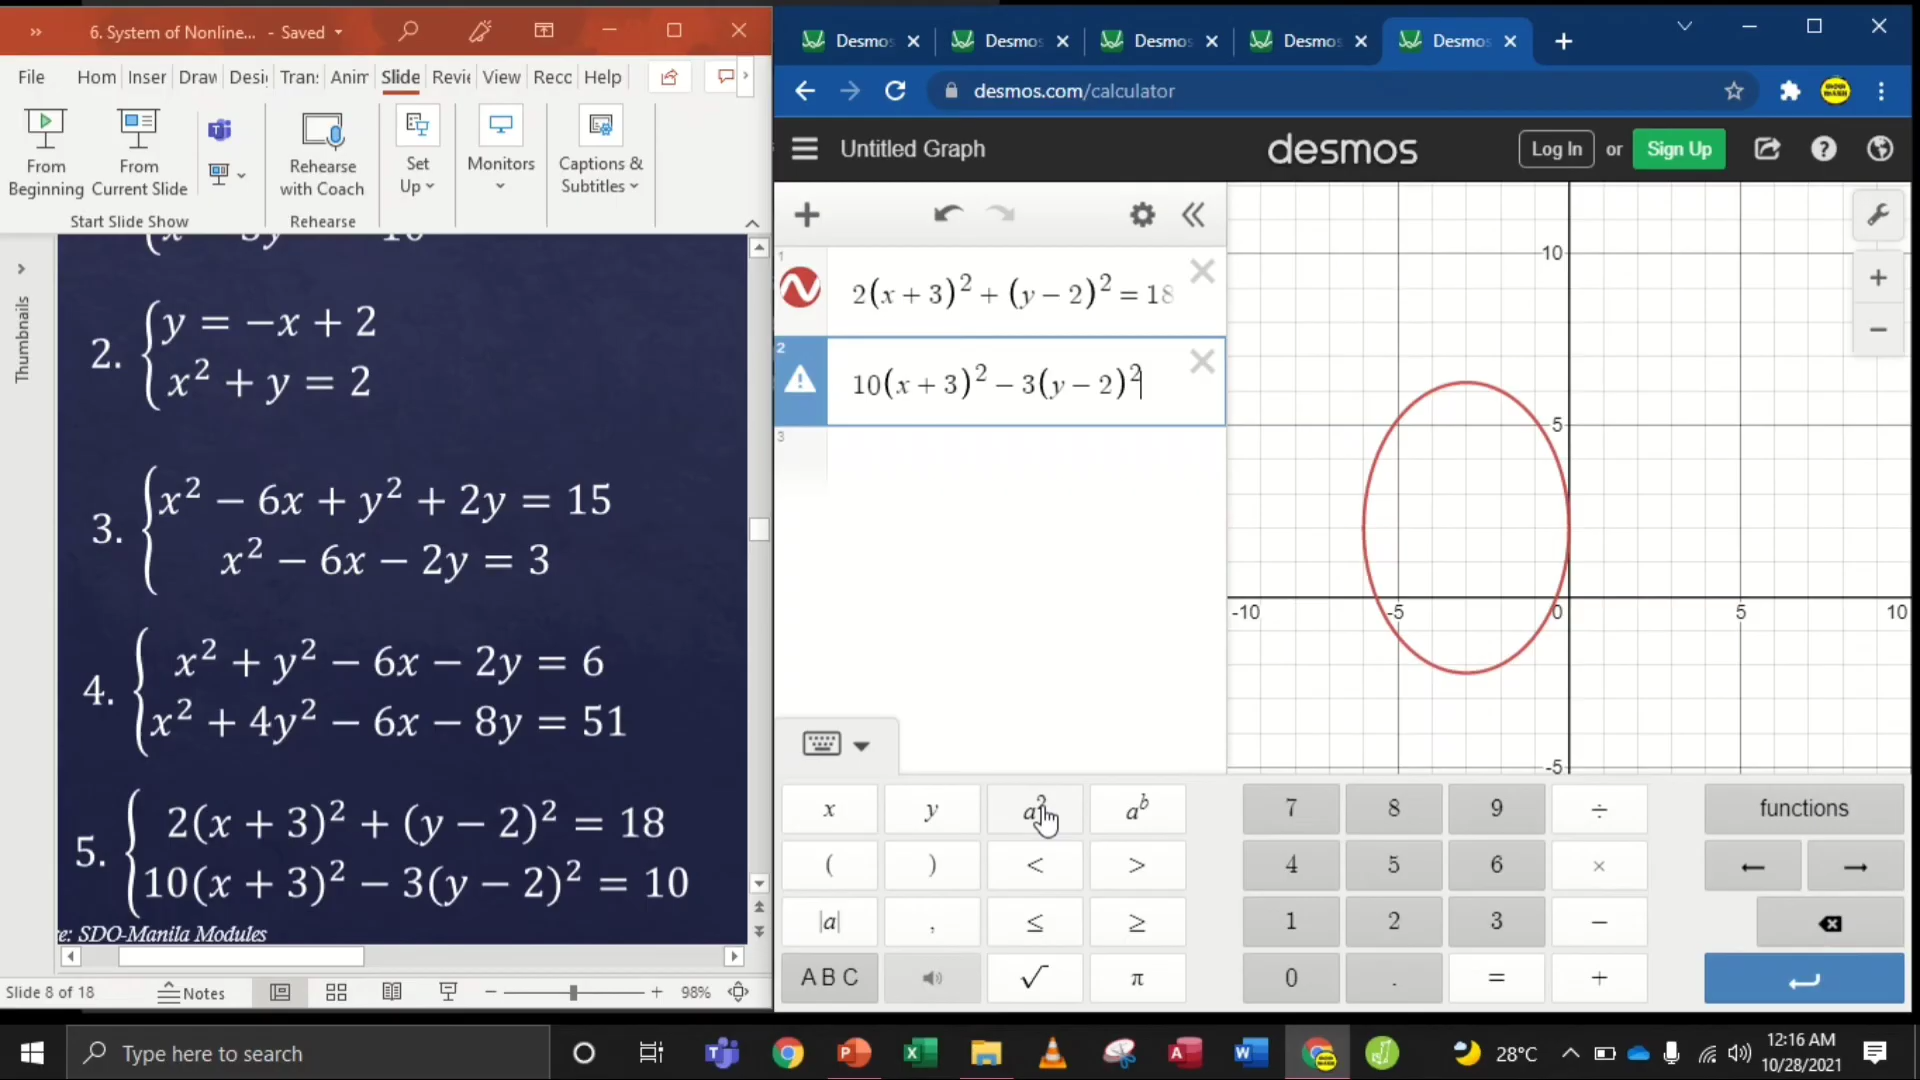 6. System of Nonline... - Saved
File Hom Inser Draw Desi Tran: Anim Slide Revie View Recc Help
From Beginning
From Current Slide
Start Slide Show
Rehearse with Coach
Rehearse
Set Up
Monitors
Captions & Subtitles
Thumbnails
2. y = −x + 2
x² + y = 2
3. x² − 6x + y² + 2y = 15
x² − 6x − 2y = 3
4. x² + y² − 6x − 2y = 6
x² + 4y² − 6x − 8y = 51
5. 2(x + 3)² + (y − 2)² = 18
10(x + 3)² − 3(y − 2)² = 10
e: SDO-Manila Modules
Slide 8 of 18 Notes 98%
Desmos Desmos Desmos Desmos Desmos
desmos.com/calculator
Untitled Graph desmos Log In or Sign Up
1
2(x + 3)² + (y − 2)² = 18
2
10(x + 3)² − 3(y − 2)²
3
10
5
-10 -5 0 5 10
-5
x y a² aᵇ 7 8 9 ÷ functions
( ) < > 4 5 6 × ← →
|a| , ≤ ≥ 1 2 3 −
A B C √ π 0 . = +
Type here to search
28°C
12:16 AM
10/28/2021